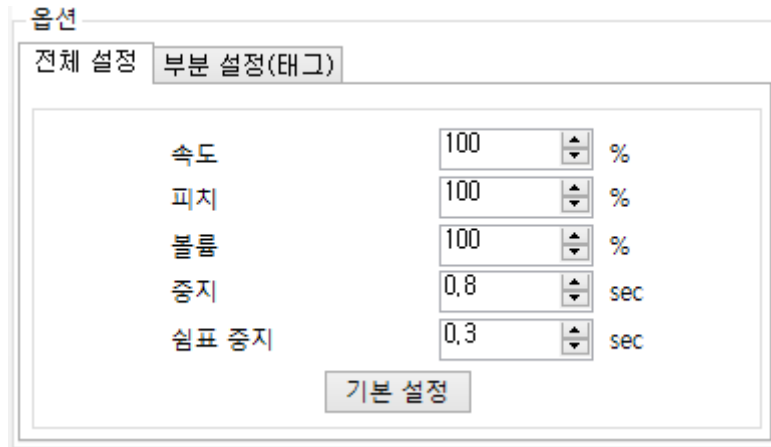 옵션
전체 설정 부분 설정(태그)
속도 100 %
피치 100 %
볼륨 100 %
중지 0.8 sec
쉼표 중지 0.3 sec
기본 설정